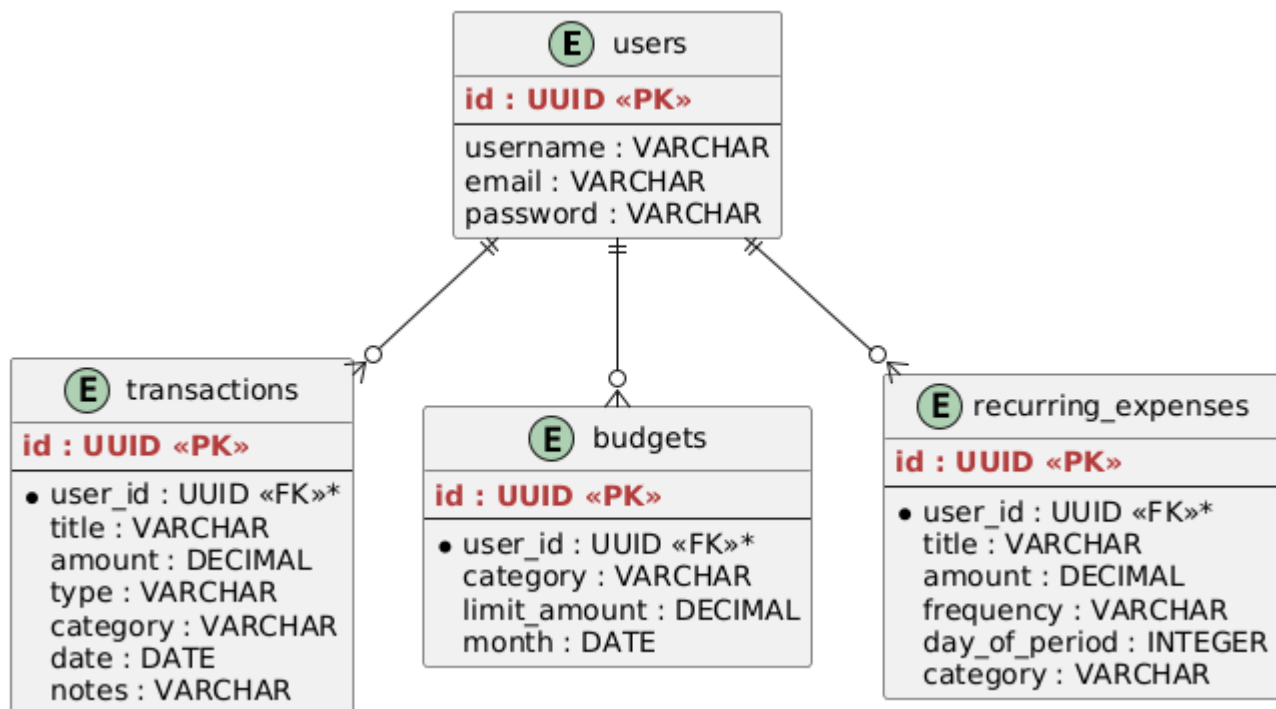 E users
id : UUID «PK»
username : VARCHAR
email : VARCHAR
password : VARCHAR
E transactions
id : UUID «PK»
user_id : UUID «FK»*
title : VARCHAR
amount : DECIMAL
type : VARCHAR
category : VARCHAR
date : DATE
notes : VARCHAR
E budgets
id : UUID «PK»
user_id : UUID «FK»*
category : VARCHAR
limit_amount : DECIMAL
month : DATE
E recurring_expenses
id : UUID «PK»
user_id : UUID «FK»*
title : VARCHAR
amount : DECIMAL
frequency : VARCHAR
day_of_period : INTEGER
category : VARCHAR